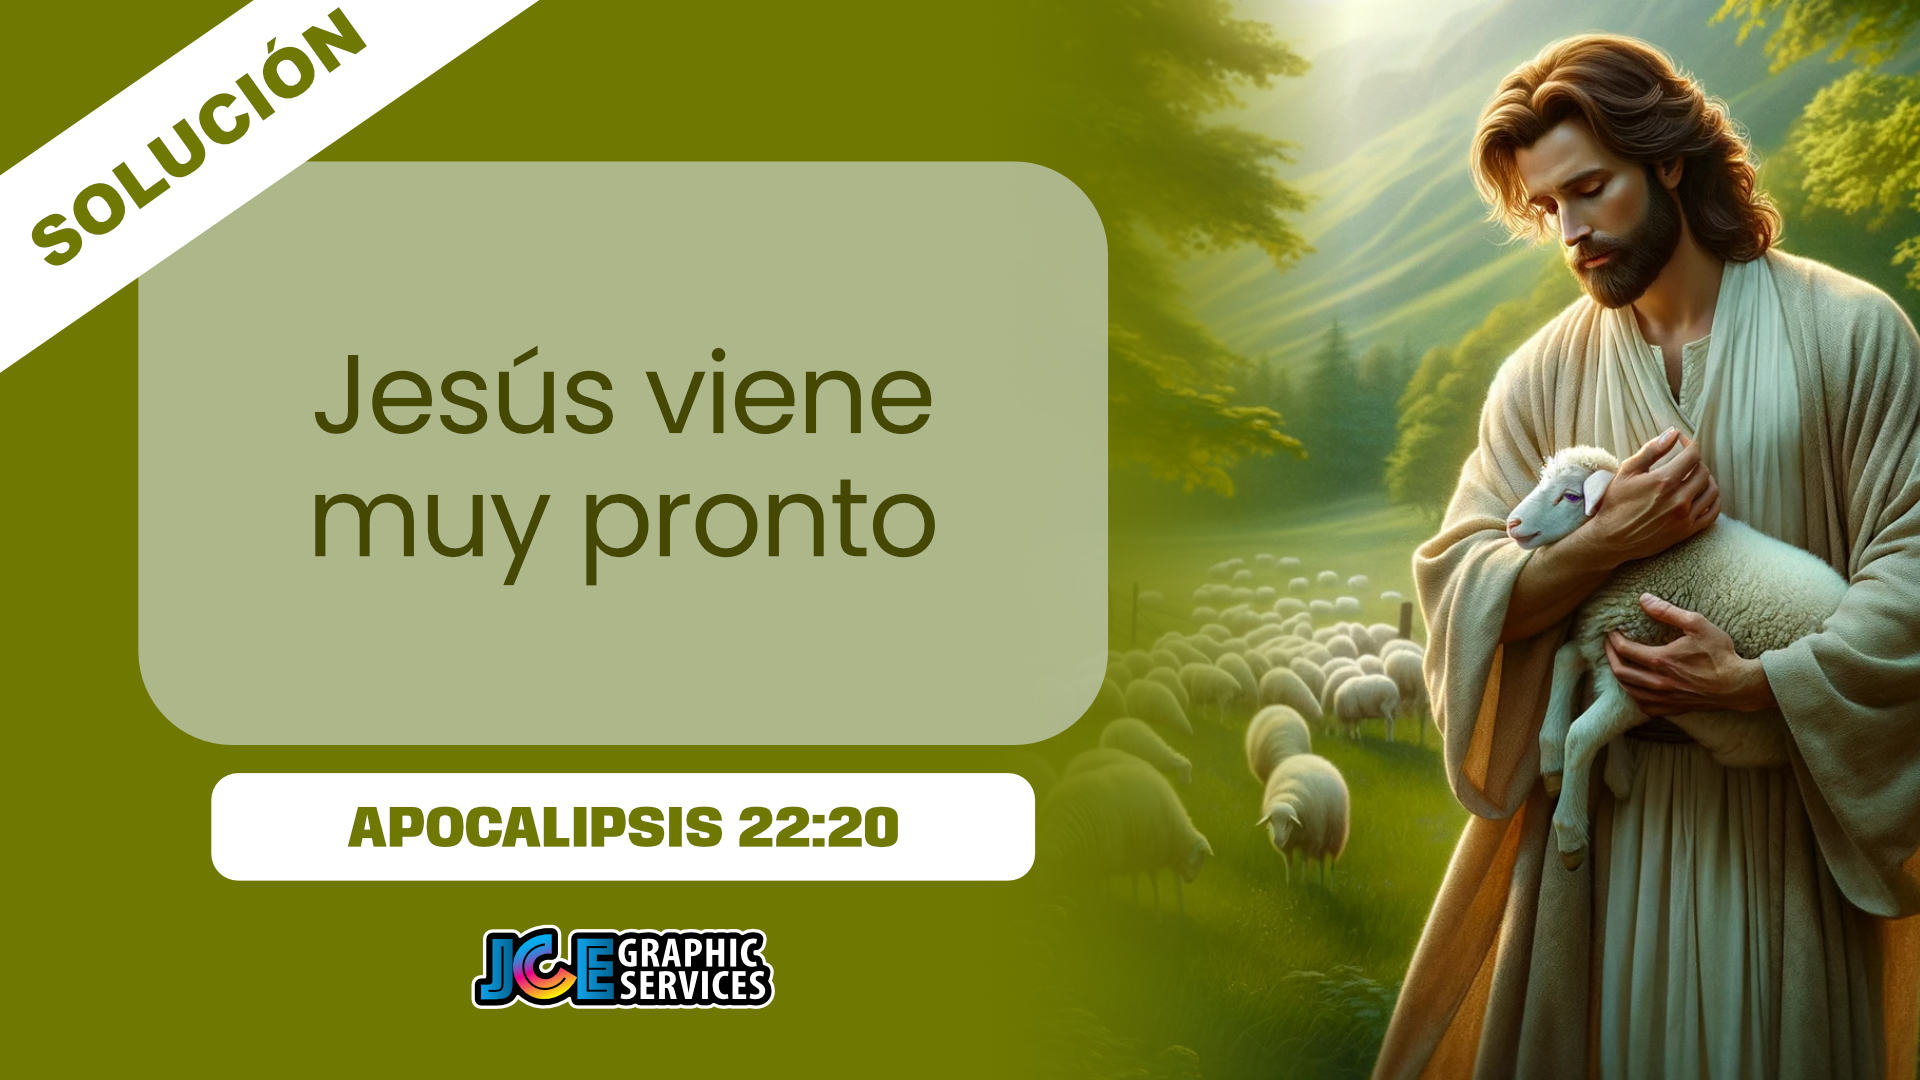 SOLUCIÓN
Jesús viene
muy pronto
APOCALIPSIS 22:20
JCE GRAPHIC
SERVICES